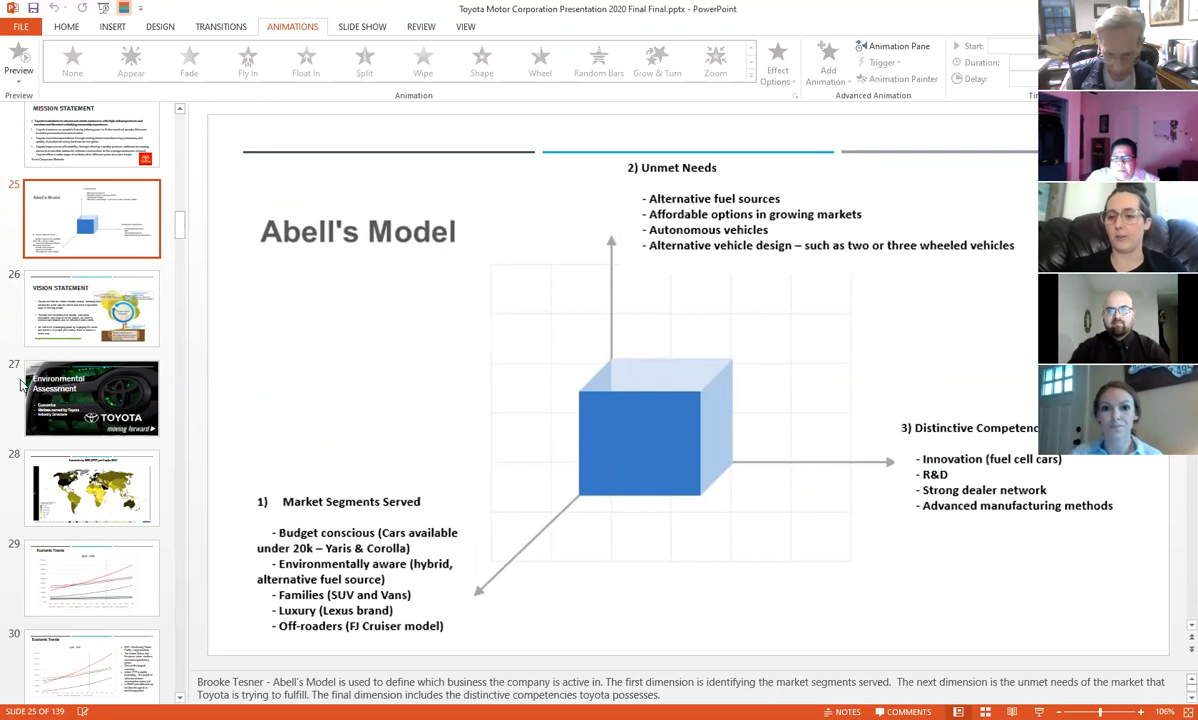 Toyota Motor Corporation Presentation 2020 Final Final.pptx - PowerPoint
FILE HOME INSERT DESIGN TRANSITIONS ANIMATIONS SLIDE SHOW REVIEW VIEW
Preview
None Appear Fade Fly In Float In Split Wipe Shape Wheel Random Bars Grow & Turn Zoom
Effect
Options
Add
Animation
Animation Pane
Trigger
Animation Painter
Start:
Duration:
Delay:
Preview
Animation
Advanced Animation
MISSION STATEMENT
25
Abell's Model
26
VISION STATEMENT
27
Environmental
Assessment
Economics
Markets served by Toyota
TOYOTA
moving forward
28
29
Economic Trends
30
Economic Trends
Abell's Model
2) Unmet Needs
- Alternative fuel sources
- Affordable options in growing markets
- Autonomous vehicles
- Alternative vehicle design – such as two or three wheeled vehicles
3) Distinctive
- Innovation (fuel cell cars)
- R&D
- Strong dealer network
- Advanced manufacturing methods
1) Market Segments Served
- Budget conscious (Cars available
under 20k – Yaris & Corolla)
- Environmentally aware (hybrid,
alternative fuel source)
- Families (SUV and Vans)
- Luxury (Lexus brand)
- Off-roaders (FJ Cruiser model)
Brooke Tesner - Abell's Model is used to define which business the company is active in. The first dimension is identifying the market segments served. The next dimension is the unmet needs of the market that
Toyota is trying to fulfill. The final dimension includes the distinctive competencies toyota possesses.
SLIDE 25 OF 139
NOTES
COMMENTS
106%